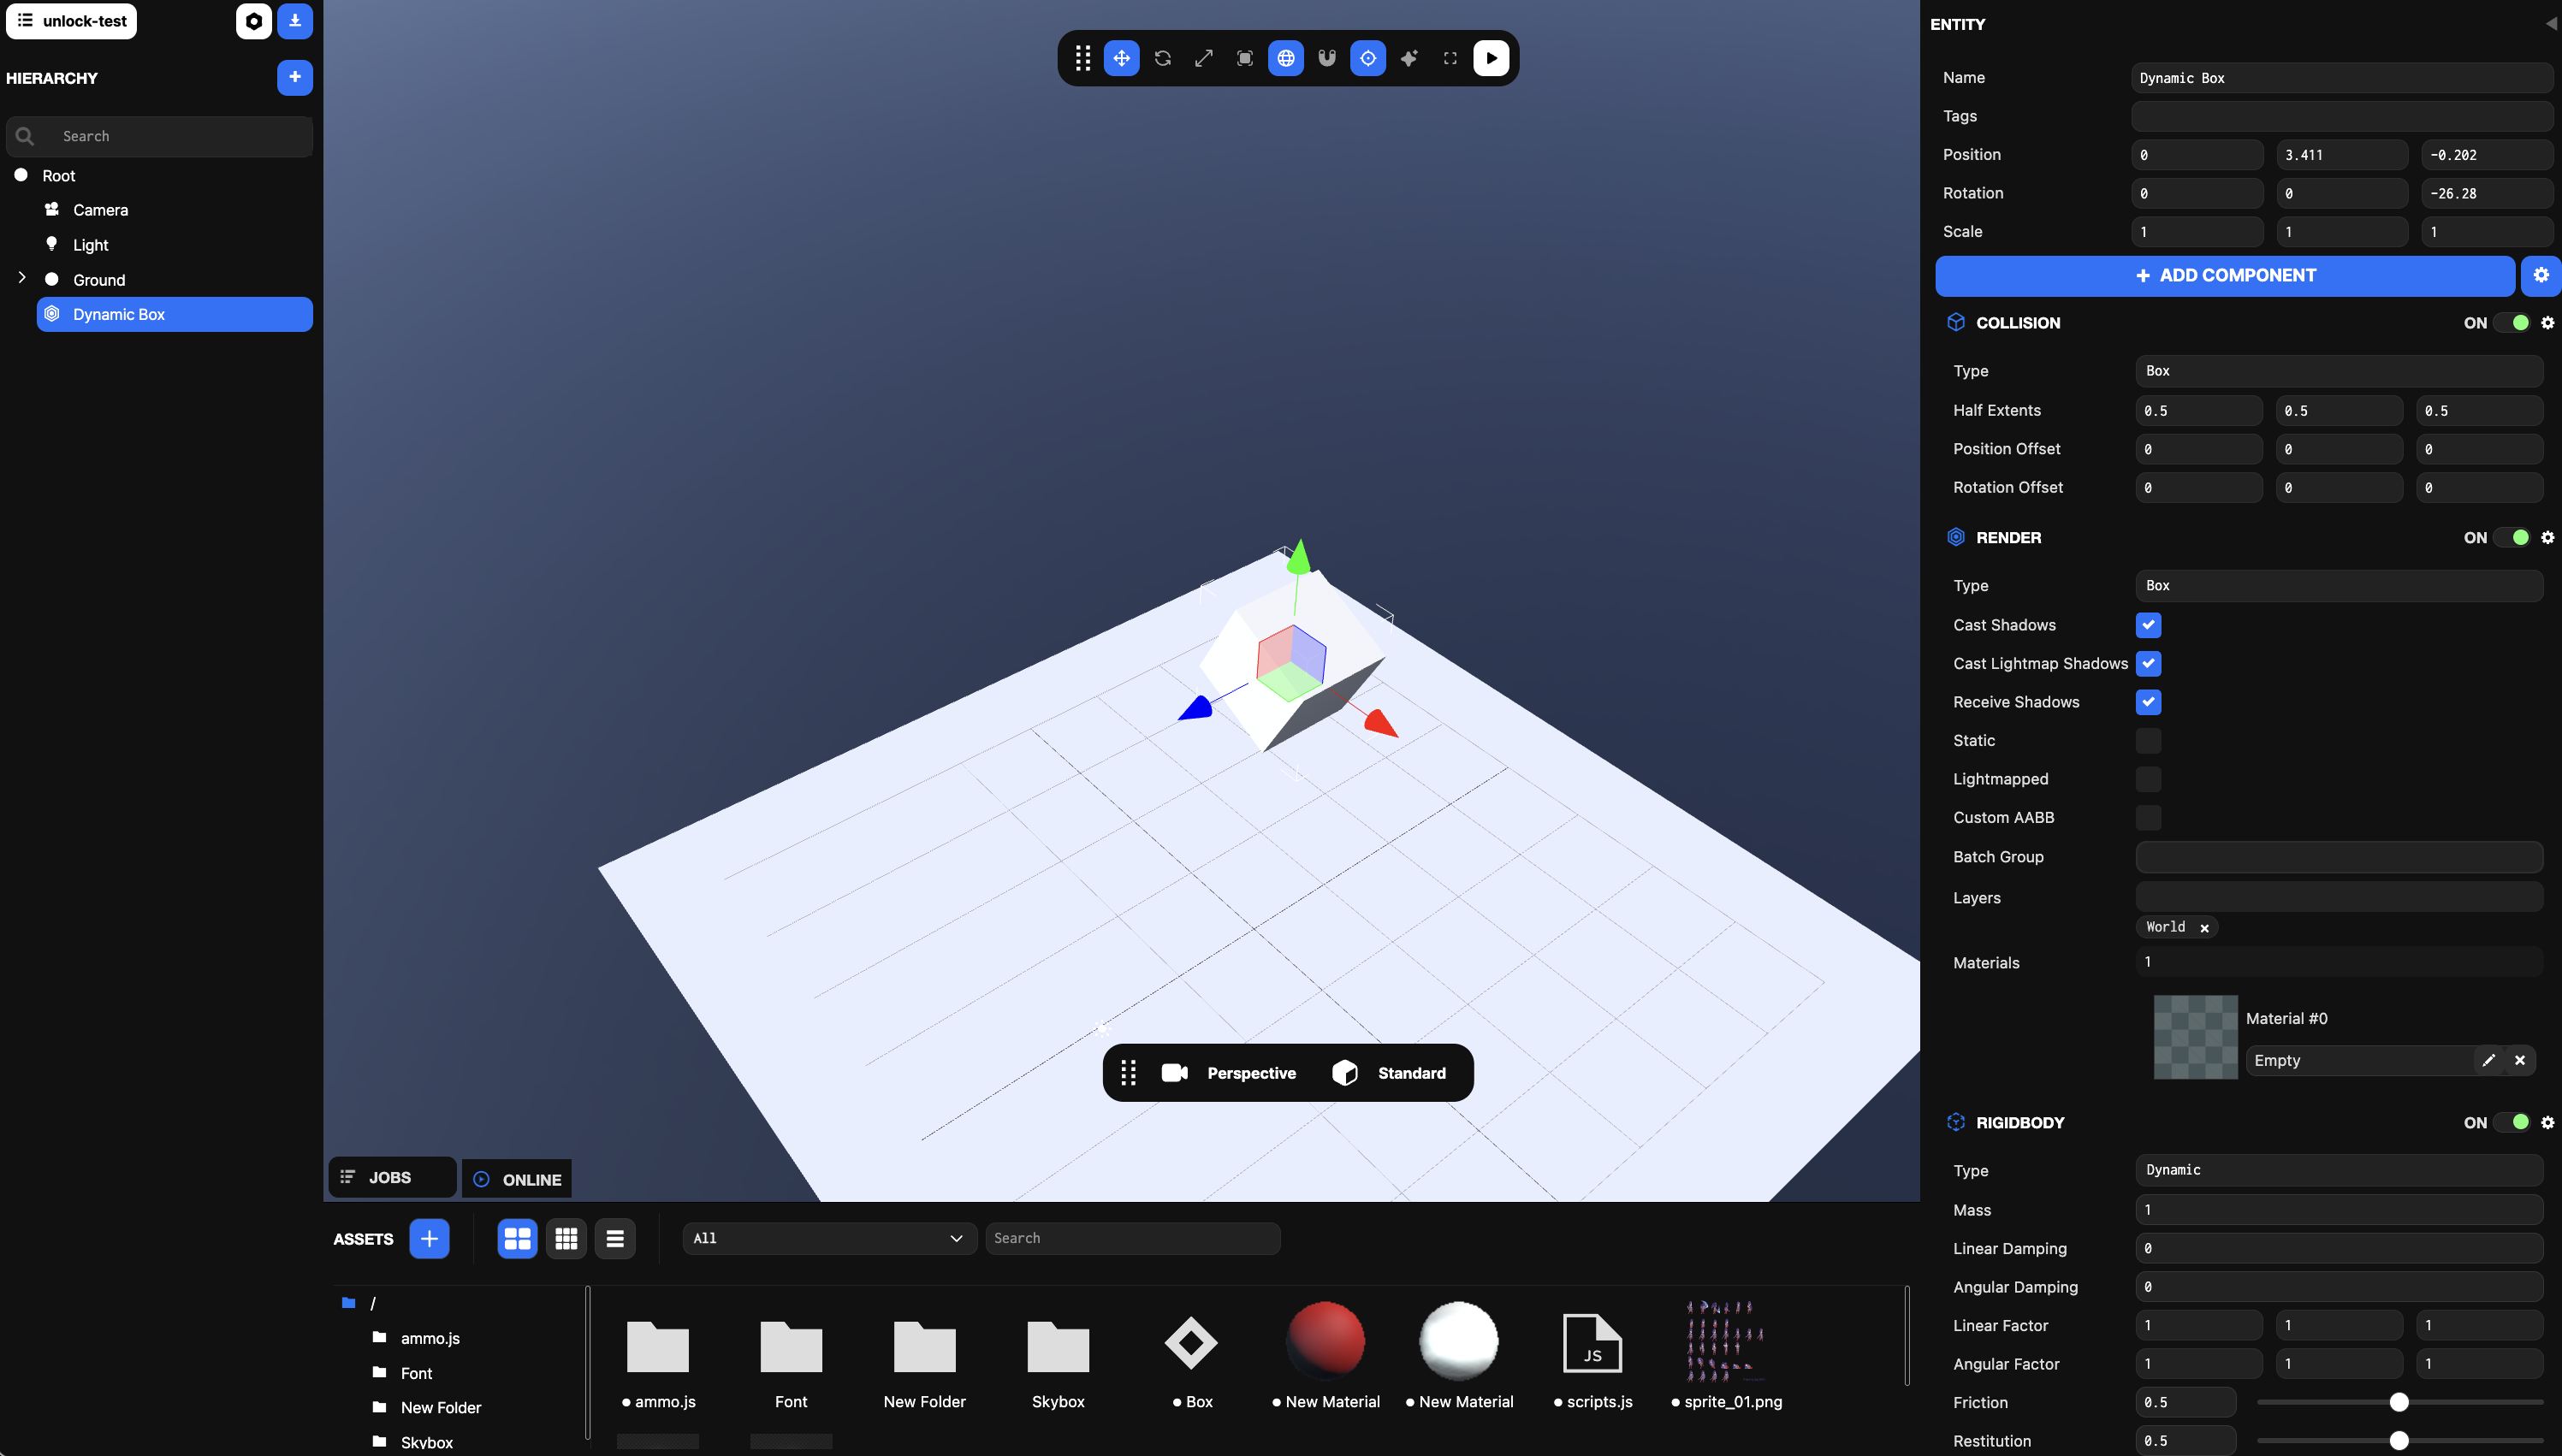 unlock-test
HIERARCHY
Search
Root
Camera
Light
Ground
Dynamic Box
Perspective
Standard
JOBS
ONLINE
ASSETS
All
Search
/
ammo.js
Font
New Folder
Skybox
ammo.js
Font
New Folder
Skybox
Box
New Material
New Material
JS
scripts.js
sprite_01.png
ENTITY
Name Dynamic Box
Tags
Position 0 3.411 -0.202
Rotation 0 0 -26.28
Scale 1 1 1
+ ADD COMPONENT
COLLISION ON
Type Box
Half Extents 0.5 0.5 0.5
Position Offset 0 0 0
Rotation Offset 0 0 0
RENDER ON
Type Box
Cast Shadows
Cast Lightmap Shadows
Receive Shadows
Static
Lightmapped
Custom AABB
Batch Group
Layers
World ×
Materials 1
Material #0
Empty
RIGIDBODY ON
Type Dynamic
Mass 1
Linear Damping 0
Angular Damping 0
Linear Factor 1 1 1
Angular Factor 1 1 1
Friction 0.5
Restitution 0.5